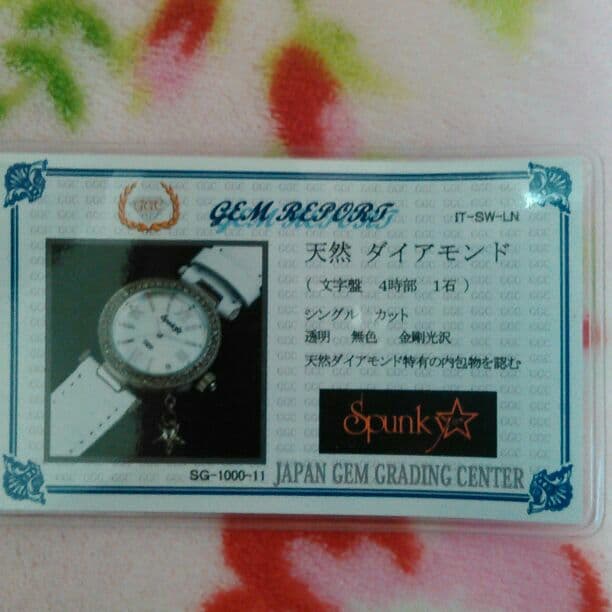 GGC
GEM REPORT
IT-SW-LN
天然 ダイアモンド
( 文字盤 4時部 1石 )
シングル カット
透明 無色 金剛光沢
天然ダイアモンド特有の内包物を認む
Spunky
SG-1000-11
JAPAN GEM GRADING CENTER